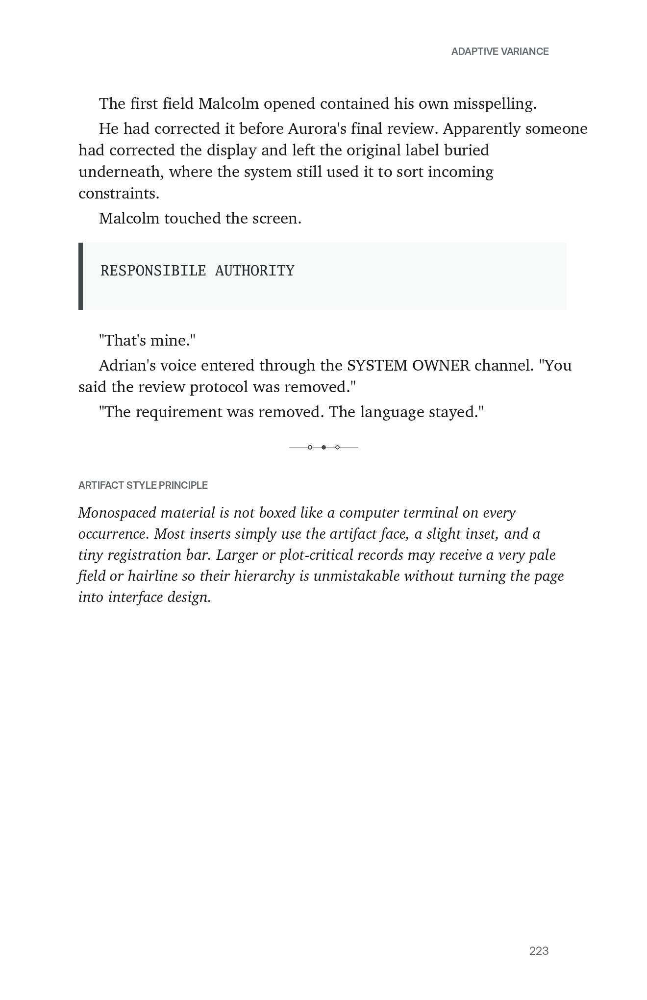 ADAPTIVE VARIANCE
The first field Malcolm opened contained his own misspelling.
He had corrected it before Aurora's final review. Apparently someone
had corrected the display and left the original label buried
underneath, where the system still used it to sort incoming
constraints.
Malcolm touched the screen.
RESPONSIBILE AUTHORITY
"That's mine."
Adrian's voice entered through the SYSTEM OWNER channel. "You
said the review protocol was removed."
"The requirement was removed. The language stayed."
ARTIFACT STYLE PRINCIPLE
Monospaced material is not boxed like a computer terminal on every
occurrence. Most inserts simply use the artifact face, a slight inset, and a
tiny registration bar. Larger or plot-critical records may receive a very pale
field or hairline so their hierarchy is unmistakable without turning the page
into interface design.
223